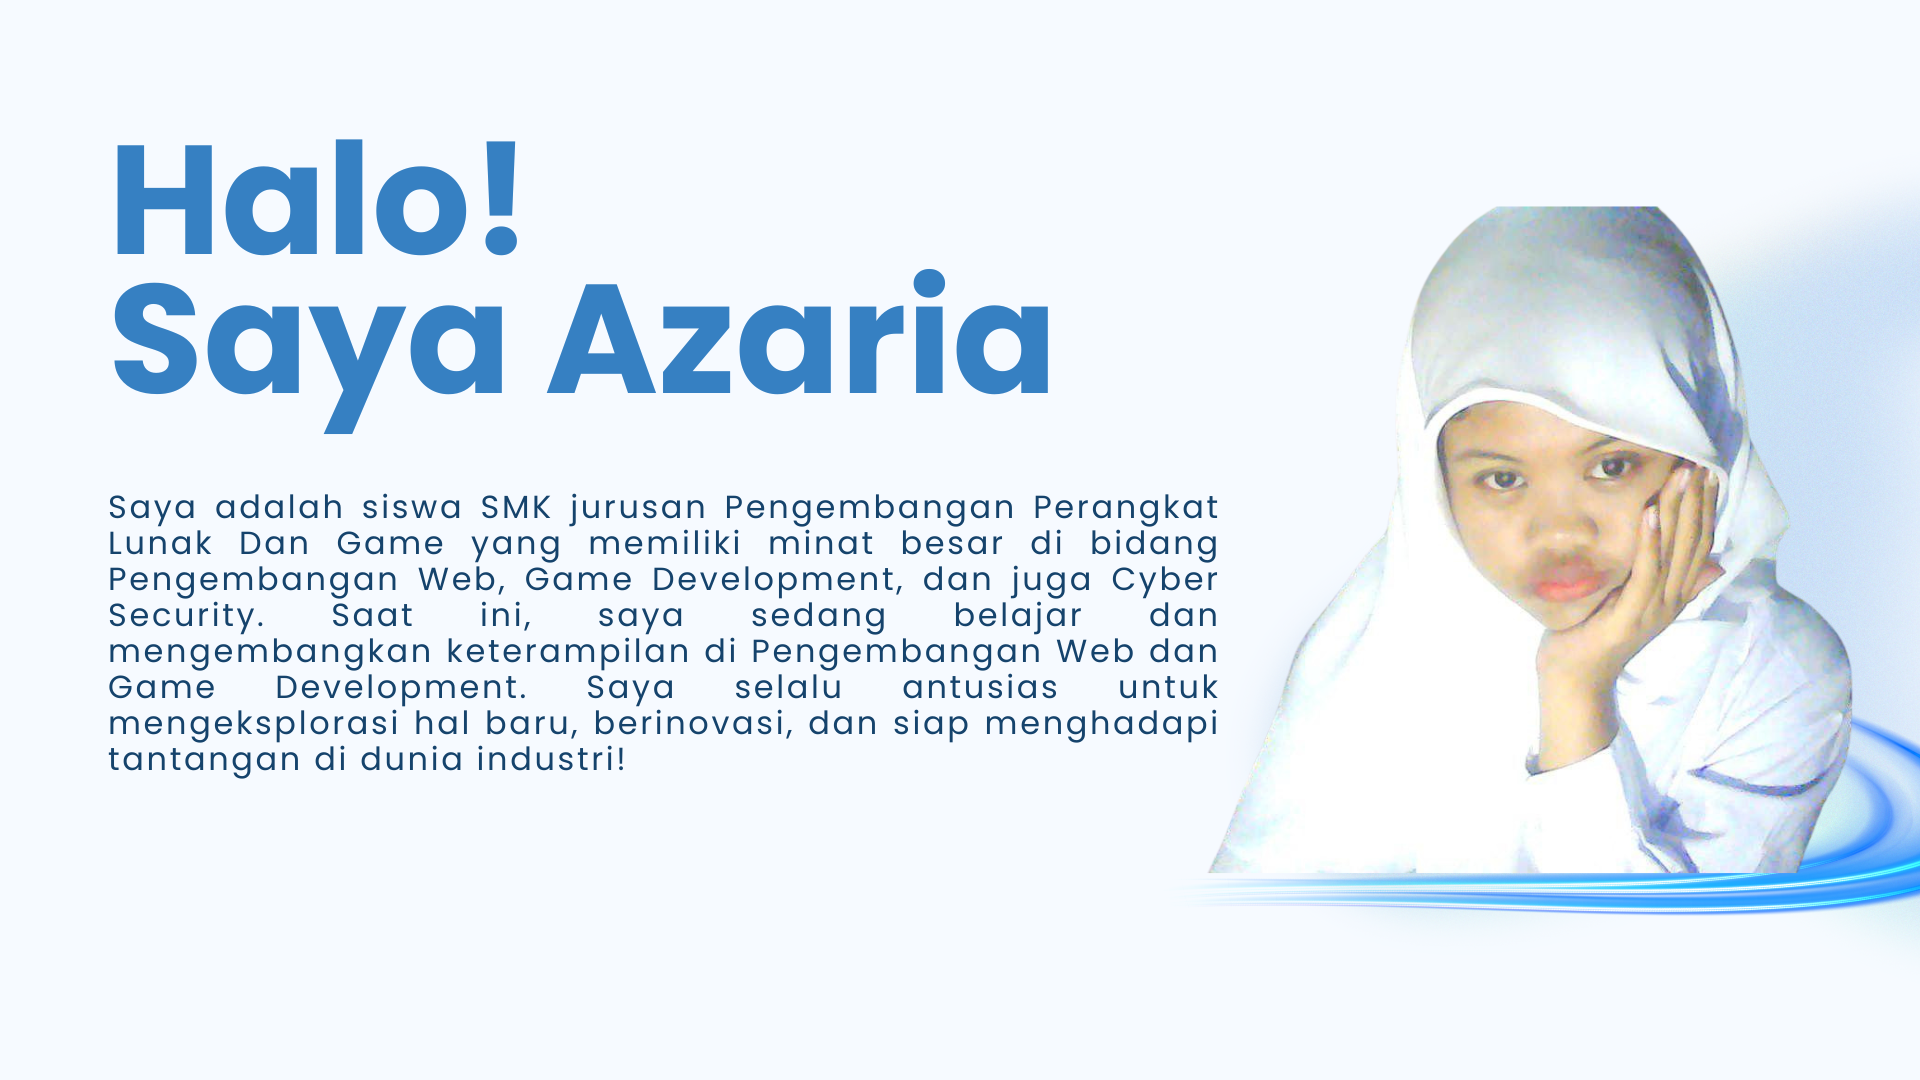 Halo!
Saya Azaria
Saya adalah siswa SMK jurusan Pengembangan Perangkat
Lunak Dan Game yang memiliki minat besar di bidang
Pengembangan Web, Game Development, dan juga Cyber
Security. Saat ini, saya sedang belajar dan
mengembangkan keterampilan di Pengembangan Web dan
Game Development. Saya selalu antusias untuk
mengeksplorasi hal baru, berinovasi, dan siap menghadapi
tantangan di dunia industri!